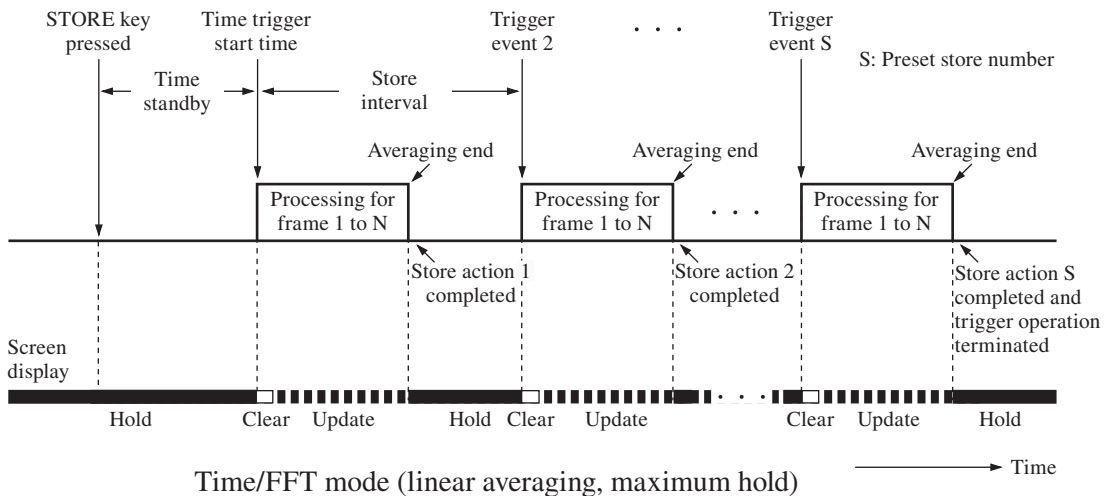 STORE key
pressed
Time trigger
start time
Trigger
event 2
. . .
Trigger
event S
S: Preset store number
Time
standby
Store
interval
Averaging end
Averaging end
Averaging end
Processing for
frame 1 to N
Processing for
frame 1 to N
. . .
Processing for
frame 1 to N
Store action 1
completed
Store action 2
completed
Store action S
completed and
trigger operation
terminated
Screen
display
. . .
Hold
Clear
Update
Hold
Clear
Update
Clear
Update
Hold
Time
Time/FFT mode (linear averaging, maximum hold)